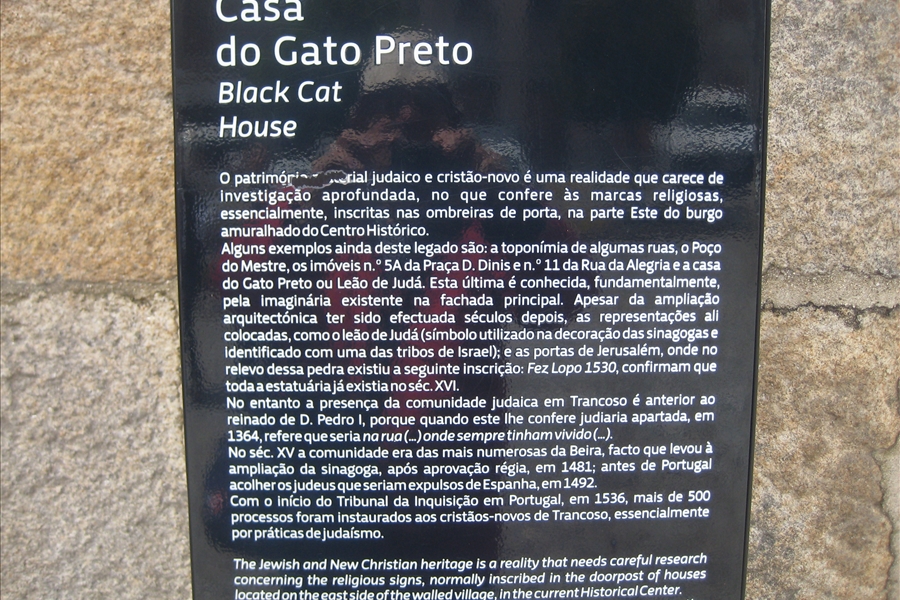 Casa
do Gato Preto
Black Cat
House
O património material judaico e cristão-novo é uma realidade que carece de
investigação aprofundada, no que confere às marcas religiosas,
essencialmente, inscritas nas ombreiras de porta, na parte Este do burgo
amuralhado do Centro Histórico.
Alguns exemplos ainda deste legado são: a toponímia de algumas ruas, o Poço
do Mestre, os imóveis n.º 5A da Praça D. Dinis e n.º 11 da Rua da Alegria e a casa
do Gato Preto ou Leão de Judá. Esta última é conhecida, fundamentalmente,
pela imaginária existente na fachada principal. Apesar da ampliação
arquitectónica ter sido efectuada séculos depois, as representações ali
colocadas, como o leão de Judá (símbolo utilizado na decoração das sinagogas e
identificado com uma das tribos de Israel); e as portas de Jerusalém, onde no
relevo dessa pedra existiu a seguinte inscrição: Fez Lopo 1530, confirmam que
toda a estatuária já existia no séc. XVI.
No entanto a presença da comunidade judaica em Trancoso é anterior ao
reinado de D. Pedro I, porque quando este lhe confere judiaria apartada, em
1364, refere que seria na rua (...) onde sempre tinham vivido (...).
No séc. XV a comunidade era das mais numerosas da Beira, facto que levou à
ampliação da sinagoga, após aprovação régia, em 1481; antes de Portugal
acolher os judeus que seriam expulsos de Espanha, em 1492.
Com o início do Tribunal da Inquisição em Portugal, em 1536, mais de 500
processos foram instaurados aos cristãos-novos de Trancoso, essencialmente
por práticas de judaísmo.
The Jewish and New Christian heritage is a reality that needs careful research
concerning the religious signs, normally inscribed in the doorpost of houses
located on the east side of the walled village, in the current Historical Center.